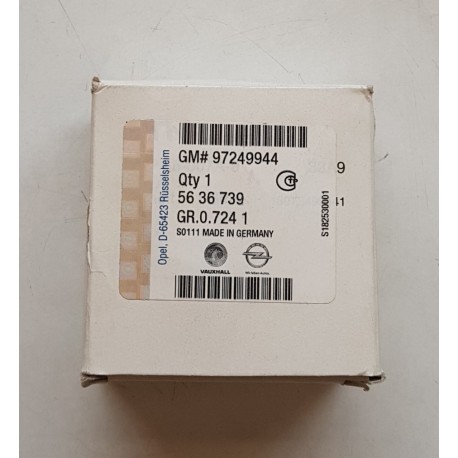 GM# 97249944
Qty 1
56 36 739
GR.0.724 1
S0111 MADE IN GERMANY
VAUXHALL
Opel, D-65423 Rüsselsheim
S182530001